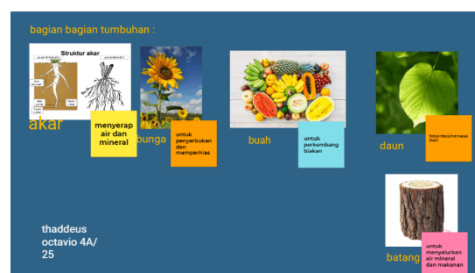 bagian bagian tumbuhan :
Struktur akar
akar
menyerap
air dan
mineral
bunga
untuk
penyerbukan
dan
memperhias
buah
untuk
perkembang
biakan
daun
batang
untuk
menyalurkan
air mineral
dan makanan
thaddeus
octavio 4A/
25